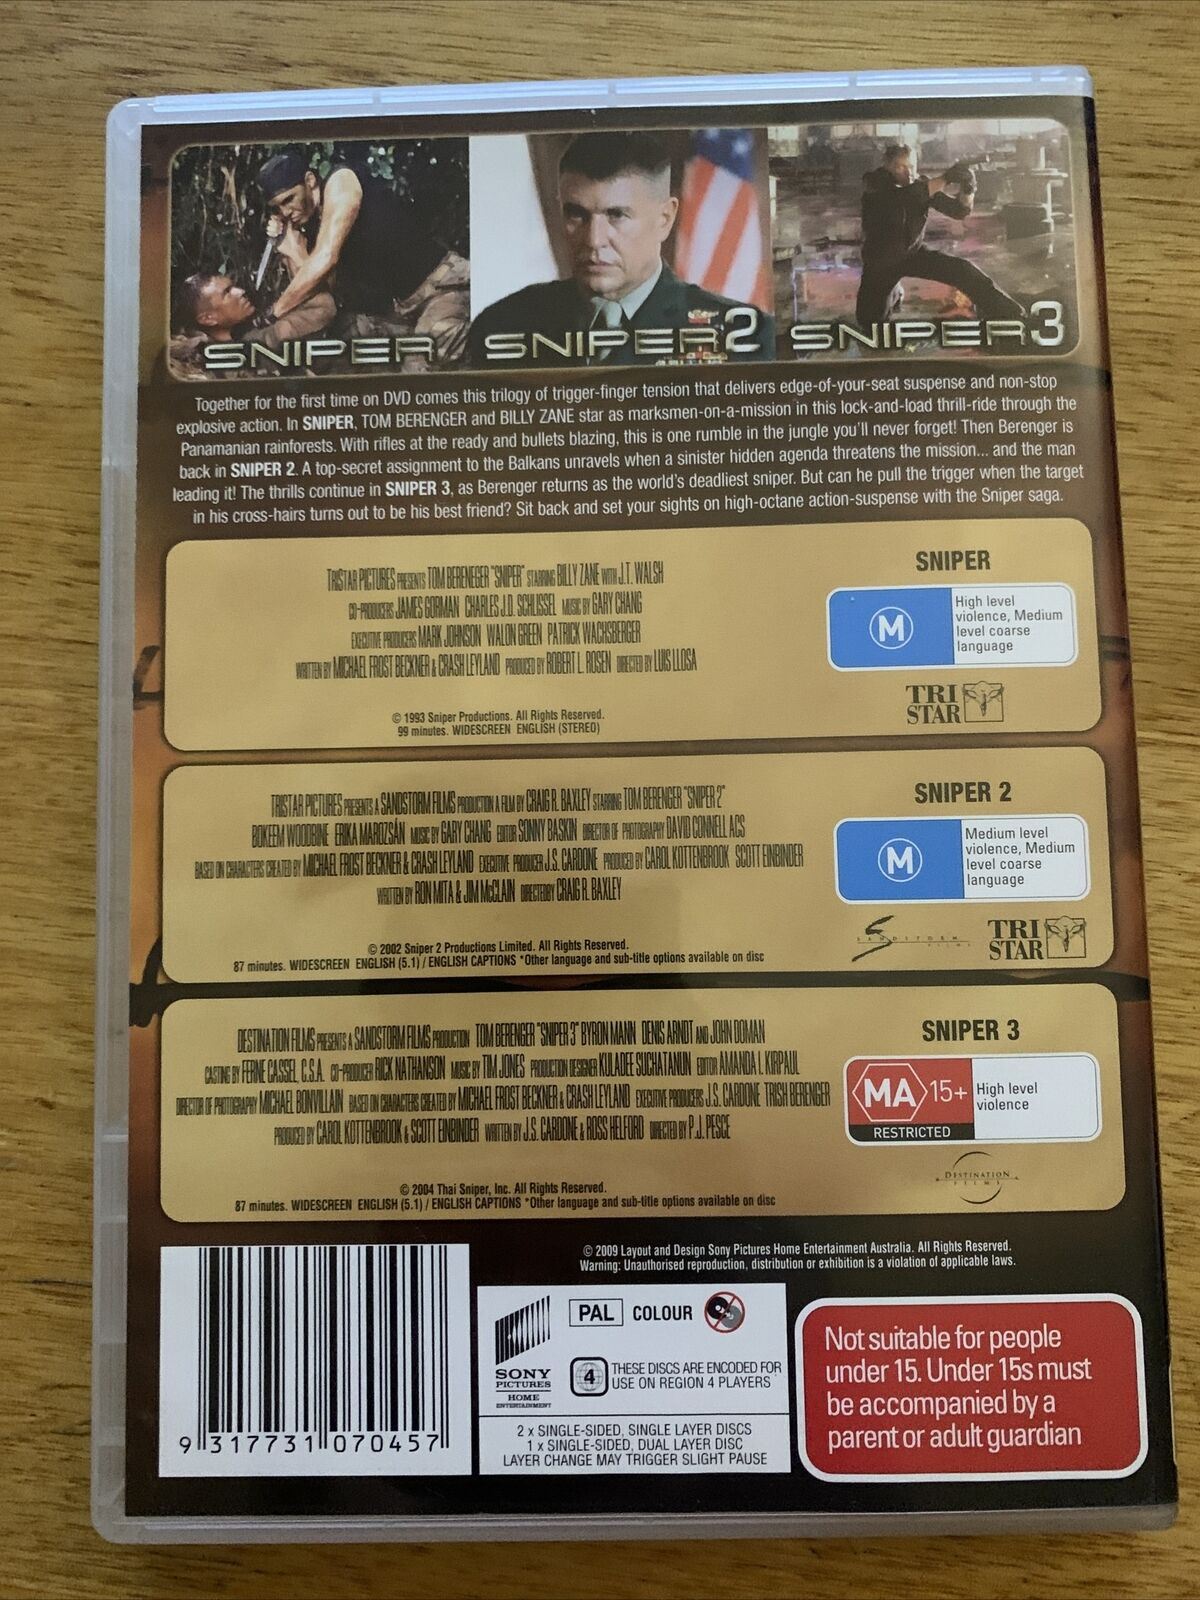 SNIPER
SNIPER 2
SNIPER 3
Together for the first time on DVD comes this trilogy of trigger-finger tension that delivers edge-of-your-seat suspense and non-stop
explosive action. In SNIPER, TOM BERENGER and BILLY ZANE star as marksmen-on-a-mission in this lock-and-load thrill-ride through the
Panamanian rainforests. With rifles at the ready and bullets blazing, this is one rumble in the jungle you'll never forget! Then Berenger is
back in SNIPER 2. A top-secret assignment to the Balkans unravels when a sinister hidden agenda threatens the mission... and the man
leading it! The thrills continue in SNIPER 3, as Berenger returns as the world's deadliest sniper. But can he pull the trigger when the target
in his cross-hairs turns out to be his best friend? Sit back and set your sights on high-octane action-suspense with the Sniper saga.
TRISTAR PICTURES PRESENTS TOM BERENEGER "SNIPER" STARRING BILLY ZANE WITH J.T. WALSH
CO-PRODUCERS JAMES GORMAN CHARLES J.D. SCHLISSEL MUSIC BY GARY CHANG
EXECUTIVE PRODUCERS MARK JOHNSON WALON GREEN PATRICK WACHSBERGER
WRITTEN BY MICHAEL FROST BECKNER & CRASH LEYLAND PRODUCED BY ROBERT L. ROSEN DIRECTED BY LUIS LLOSA
© 1993 Sniper Productions. All Rights Reserved.
99 minutes. WIDESCREEN ENGLISH (STEREO)
SNIPER
M
High level
violence, Medium
level coarse
language
TRI
STAR
TRISTAR PICTURES PRESENTS A SANDSTORM FILMS PRODUCTION A FILM BY CRAIG R. BAXLEY STARRING TOM BERENGER "SNIPER 2"
BOKEEM WOODBINE ERIKA MAROZSÁN MUSIC BY GARY CHANG EDITOR SONNY BASKIN DIRECTOR OF PHOTOGRAPHY DAVID CONNELL ACS
BASED ON CHARACTERS CREATED BY MICHAEL FROST BECKNER & CRASH LEYLAND EXECUTIVE PRODUCER J.S. CARDONE PRODUCED BY CAROL KOTTENBROOK SCOTT EINBINDER
WRITTEN BY RON MITA & JIM McCLAIN DIRECTED BY CRAIG R. BAXLEY
© 2002 Sniper 2 Productions Limited. All Rights Reserved.
87 minutes. WIDESCREEN ENGLISH (5.1) / ENGLISH CAPTIONS *Other language and sub-title options available on disc
SNIPER 2
M
Medium level
violence, Medium
level coarse
language
SANDSTORM
FILMS
TRI
STAR
DESTINATION FILMS PRESENTS A SANDSTORM FILMS PRODUCTION TOM BERENGER "SNIPER 3" BYRON MANN DENIS ARNDT AND JOHN DOMAN
CASTING BY FERNE CASSEL, C.S.A. CO-PRODUCER RICK NATHANSON MUSIC BY TIM JONES PRODUCTION DESIGNER KULADEE SUCHATANUN EDITOR AMANDA I. KIRPAUL
DIRECTOR OF PHOTOGRAPHY MICHAEL BONVILLAIN BASED ON CHARACTERS CREATED BY MICHAEL FROST BECKNER & CRASH LEYLAND EXECUTIVE PRODUCERS J.S. CARDONE TRISH BERENGER
PRODUCED BY CAROL KOTTENBROOK & SCOTT EINBINDER WRITTEN BY J.S. CARDONE & ROSS HELFORD DIRECTED BY P.J. PESCE
© 2004 Thai Sniper, Inc. All Rights Reserved.
87 minutes. WIDESCREEN ENGLISH (5.1) / ENGLISH CAPTIONS *Other language and sub-title options available on disc
SNIPER 3
MA 15+
RESTRICTED
High level
violence
DESTINATION
FILMS
© 2009 Layout and Design Sony Pictures Home Entertainment Australia. All Rights Reserved.
Warning: Unauthorised reproduction, distribution or exhibition is a violation of applicable laws.
9 317731 070457
SONY
PICTURES
HOME
ENTERTAINMENT
PAL COLOUR
4
THESE DISCS ARE ENCODED FOR
USE ON REGION 4 PLAYERS
2 x SINGLE-SIDED, SINGLE LAYER DISCS
1 x SINGLE-SIDED, DUAL LAYER DISC
LAYER CHANGE MAY TRIGGER SLIGHT PAUSE
Not suitable for people
under 15. Under 15s must
be accompanied by a
parent or adult guardian